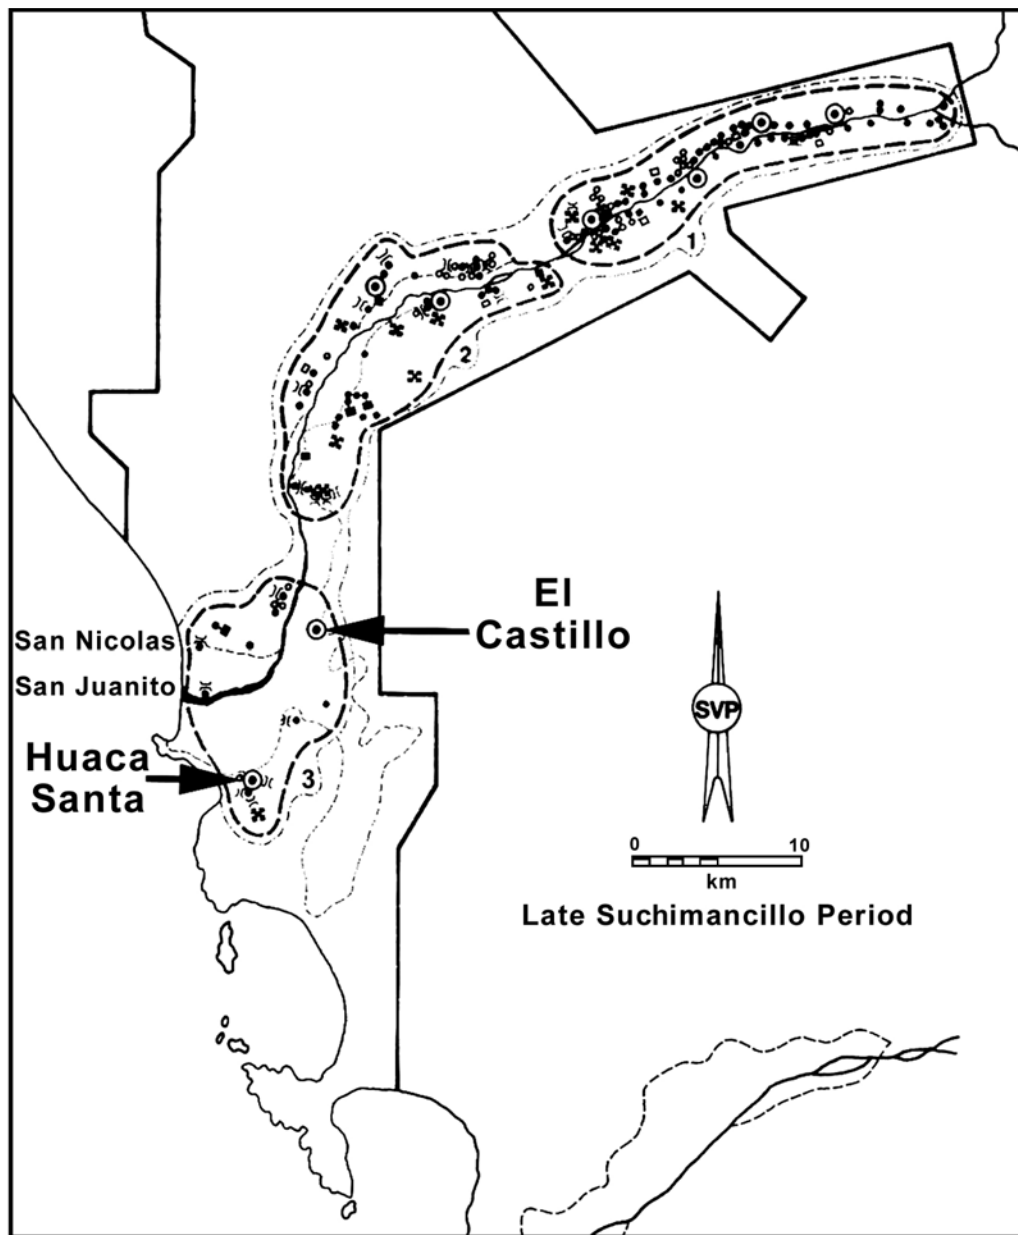 1
2
El
Castillo
San Nicolas
San Juanito
SVP
Huaca
Santa
3
0 10
km
Late Suchimancillo Period